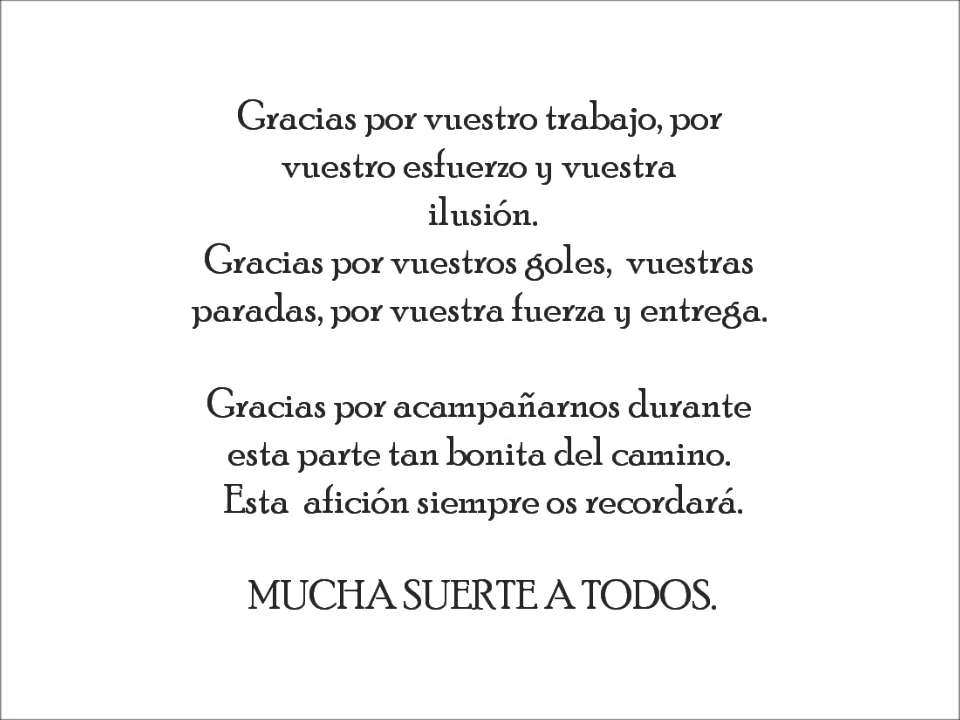 Gracias por vuestro trabajo, por
vuestro esfuerzo y vuestra
ilusión.
Gracias por vuestros goles, vuestras
paradas, por vuestra fuerza y entrega.
Gracias por acampañarnos durante
esta parte tan bonita del camino.
Esta afición siempre os recordará.
MUCHA SUERTE A TODOS.